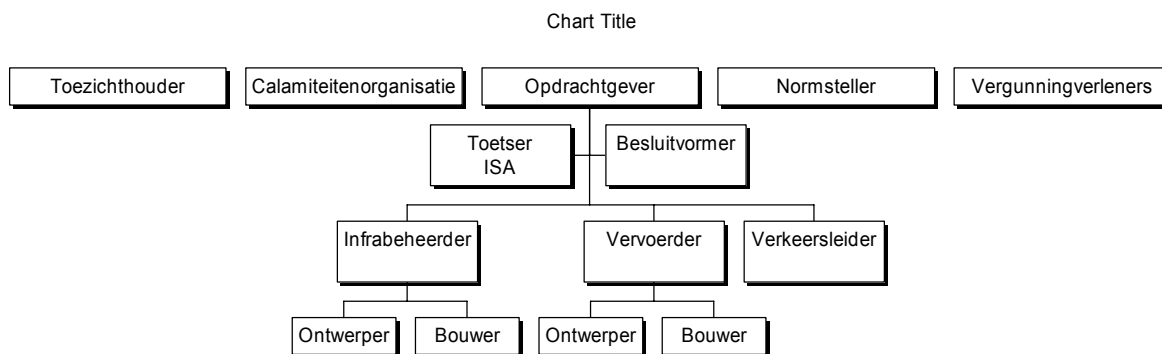 Chart Title
Toezichthouder
Calamiteitenorganisatie
Opdrachtgever
Normsteller
Vergunningverleners
Toetser
ISA
Besluitvormer
Infrabeheerder
Vervoerder
Verkeersleider
Ontwerper
Bouwer
Ontwerper
Bouwer